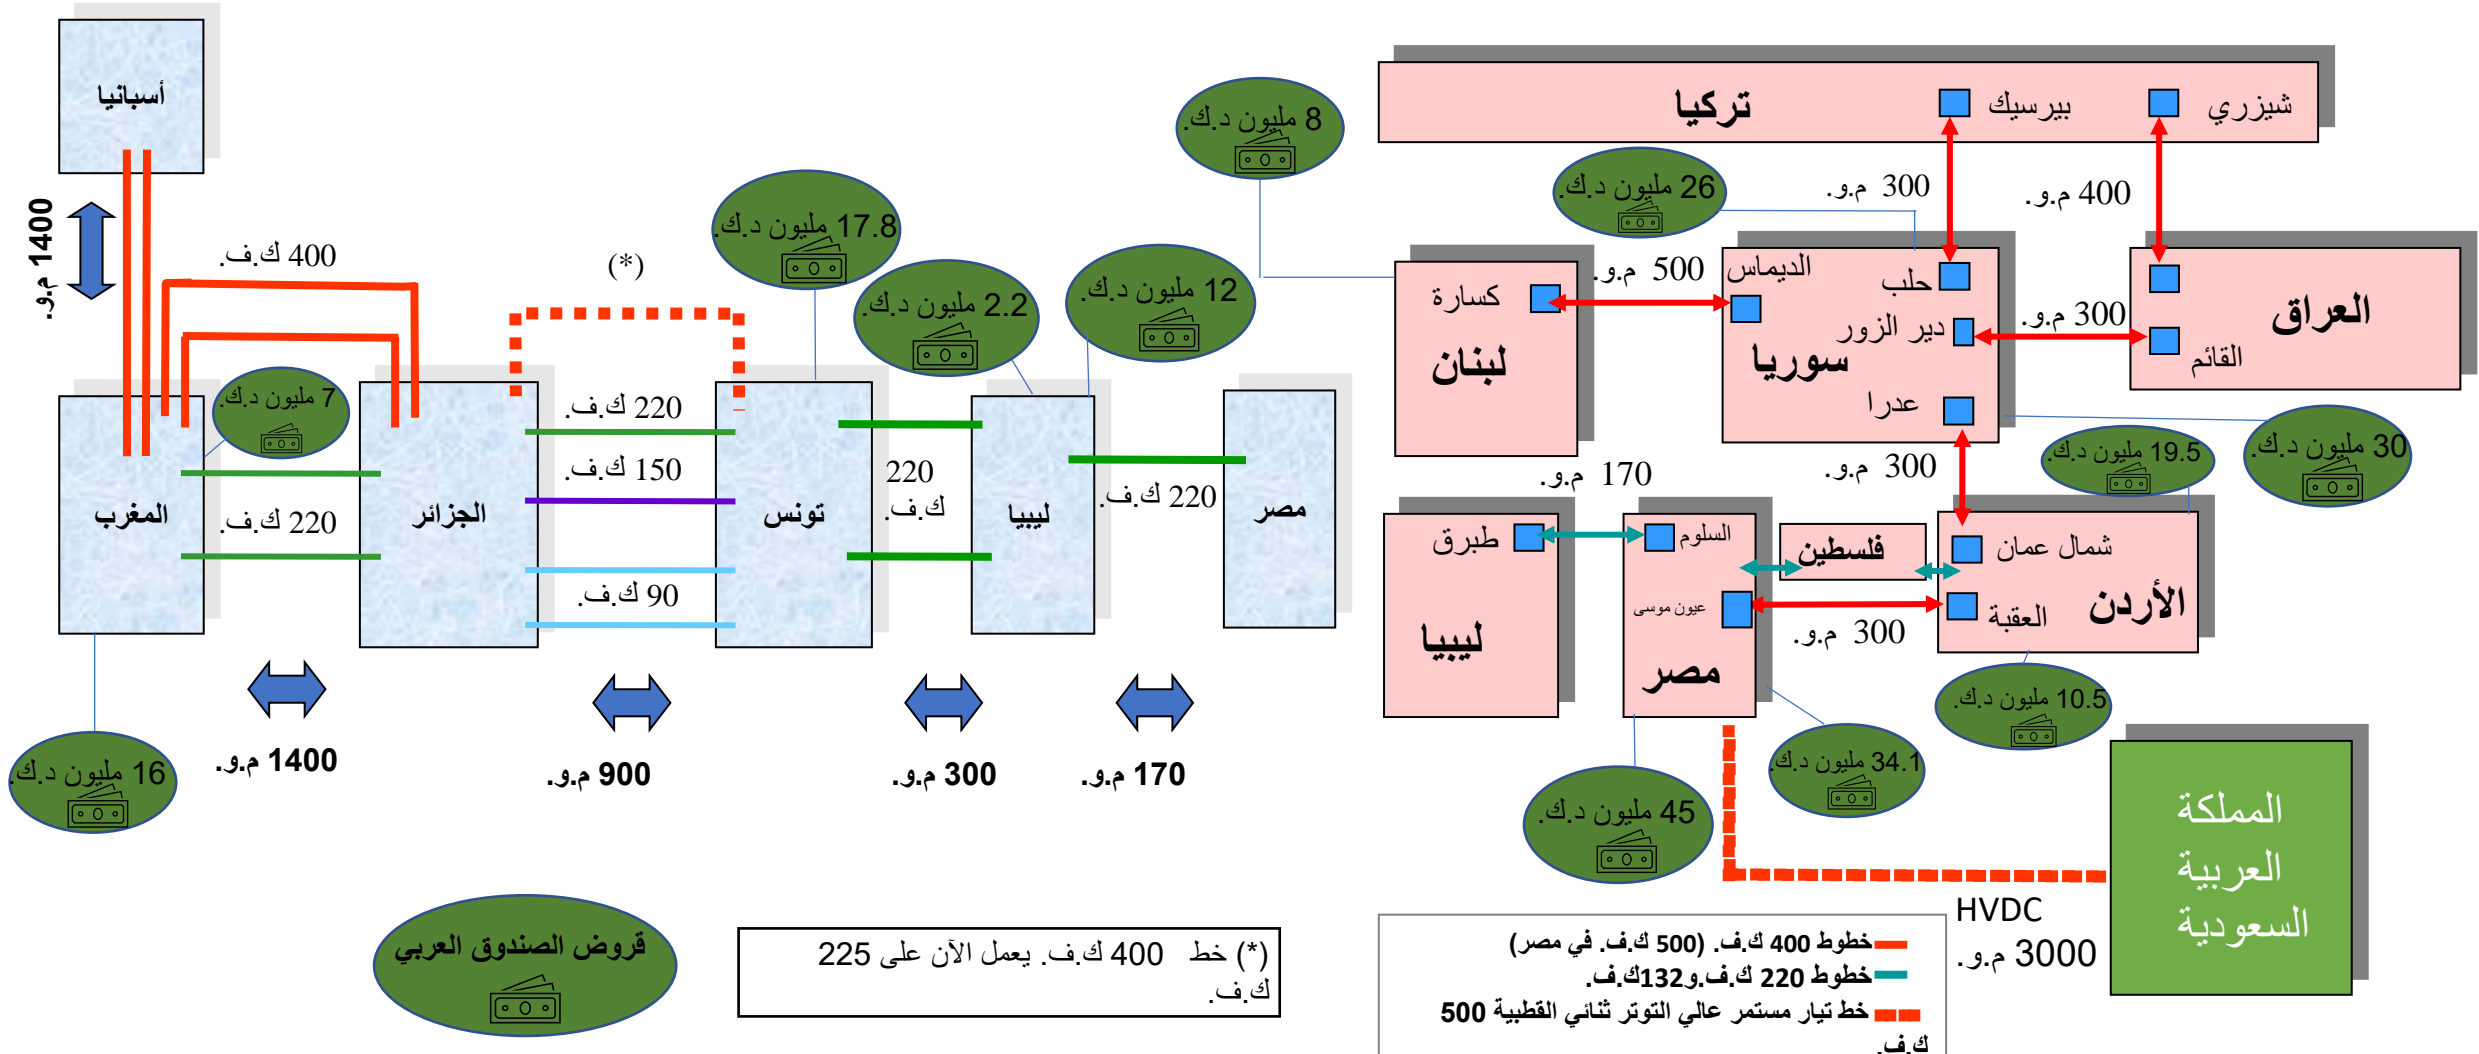 أسبانيا
1400 م.و.
400 ك.ف.
(*)
17.8 مليون د.ك.
2.2 مليون د.ك.
12 مليون د.ك.
7 مليون د.ك.
المغرب
220 ك.ف.
الجزائر
220 ك.ف.
150 ك.ف.
90 ك.ف.
تونس
220
ك.ف.
ليبيا
220 ك.ف.
مصر
16 مليون د.ك.
1400 م.و.
900 م.و.
300 م.و.
170 م.و.
قروض الصندوق العربي
(*) خط 400 ك.ف. يعمل الآن على 225
ك.ف.
8 مليون د.ك.
تركيا
بيرسيك
شيزري
26 مليون د.ك.
300 م.و.
400 م.و.
كسارة
لبنان
500 م.و.
الديماس
حلب
دير الزور
سوريا
عدرا
300 م.و.
العراق
القائم
30 مليون د.ك.
19.5 مليون د.ك.
300 م.و.
170 م.و.
طبرق
ليبيا
السلوم
عيون موسى
مصر
فلسطين
300 م.و.
شمال عمان
الأردن
العقبة
10.5 مليون د.ك.
34.1 مليون د.ك.
45 مليون د.ك.
المملكة
العربية
السعودية
HVDC
3000 م.و.
خطوط 400 ك.ف. (500 ك.ف. في مصر)
خطوط 220 ك.ف.و132ك.ف.
خط تيار مستمر عالي التوتر ثنائي القطبية 500
ك.ف.